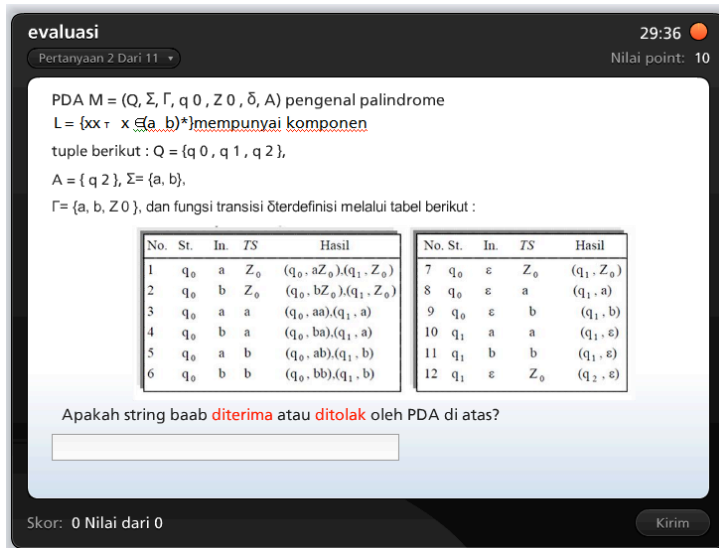 evaluasi
29:36
Pertanyaan 2 Dari 11
Nilai point: 10
PDA M = (Q, Σ, Γ, q 0 , Z 0 , δ, A) pengenal palindrome
L = {xx T x ∈(a b)*}mempunyai komponen
tuple berikut : Q = {q 0 , q 1 , q 2 },
A = { q 2 }, Σ= {a, b},
Γ= {a, b, Z 0 }, dan fungsi transisi δterdefinisi melalui tabel berikut :
No. St. In. TS Hasil
1 q₀ a Z₀ (q₀, aZ₀),(q₁, Z₀)
2 q₀ b Z₀ (q₀, bZ₀),(q₁, Z₀)
3 q₀ a a (q₀, aa),(q₁, a)
4 q₀ b a (q₀, ba),(q₁, a)
5 q₀ a b (q₀, ab),(q₁, b)
6 q₀ b b (q₀, bb),(q₁, b)
No. St. In. TS Hasil
7 q₀ ε Z₀ (q₁, Z₀)
8 q₀ ε a (q₁, a)
9 q₀ ε b (q₁, b)
10 q₁ a a (q₁, ε)
11 q₁ b b (q₁, ε)
12 q₁ ε Z₀ (q₂, ε)
Apakah string baab diterima atau ditolak oleh PDA di atas?
Skor: 0 Nilai dari 0
Kirim